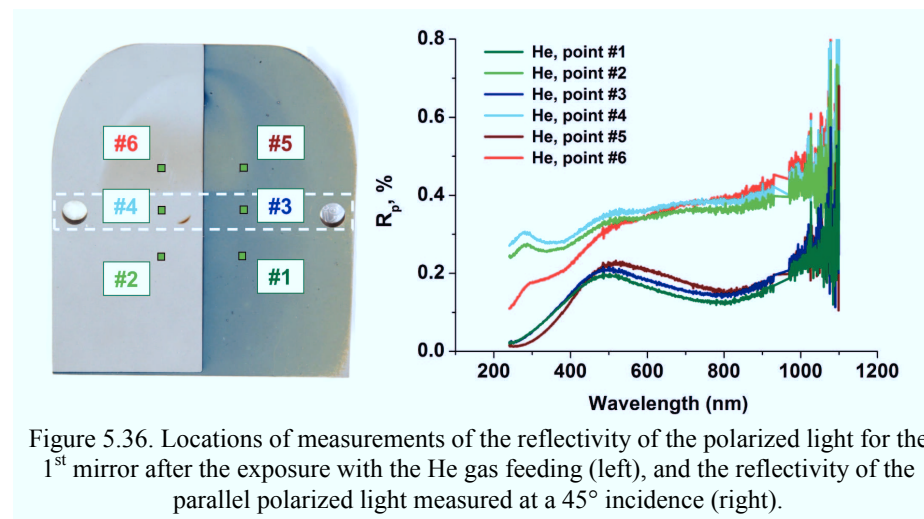 #6
#5
#4
#3
#2
#1
0.8
0.6
0.4
0.2
0.0
R_p, %
He, point #1
He, point #2
He, point #3
He, point #4
He, point #5
He, point #6
200 400 600 800 1000 1200
Wavelength (nm)
Figure 5.36. Locations of measurements of the reflectivity of the polarized light for the
1st mirror after the exposure with the He gas feeding (left), and the reflectivity of the
parallel polarized light measured at a 45° incidence (right).